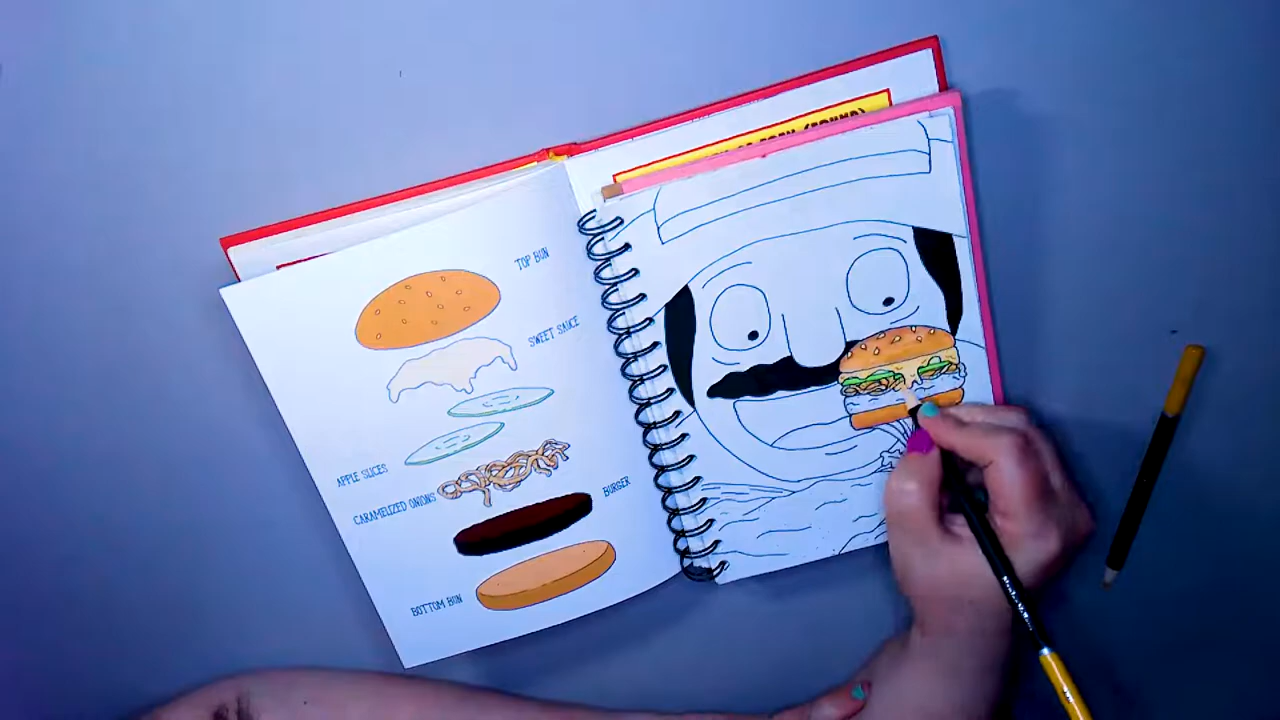 TOP BUN
SWEET SAUCE
APPLE SLICES
CARAMELIZED ONIONS
BURGER
BOTTOM BUN